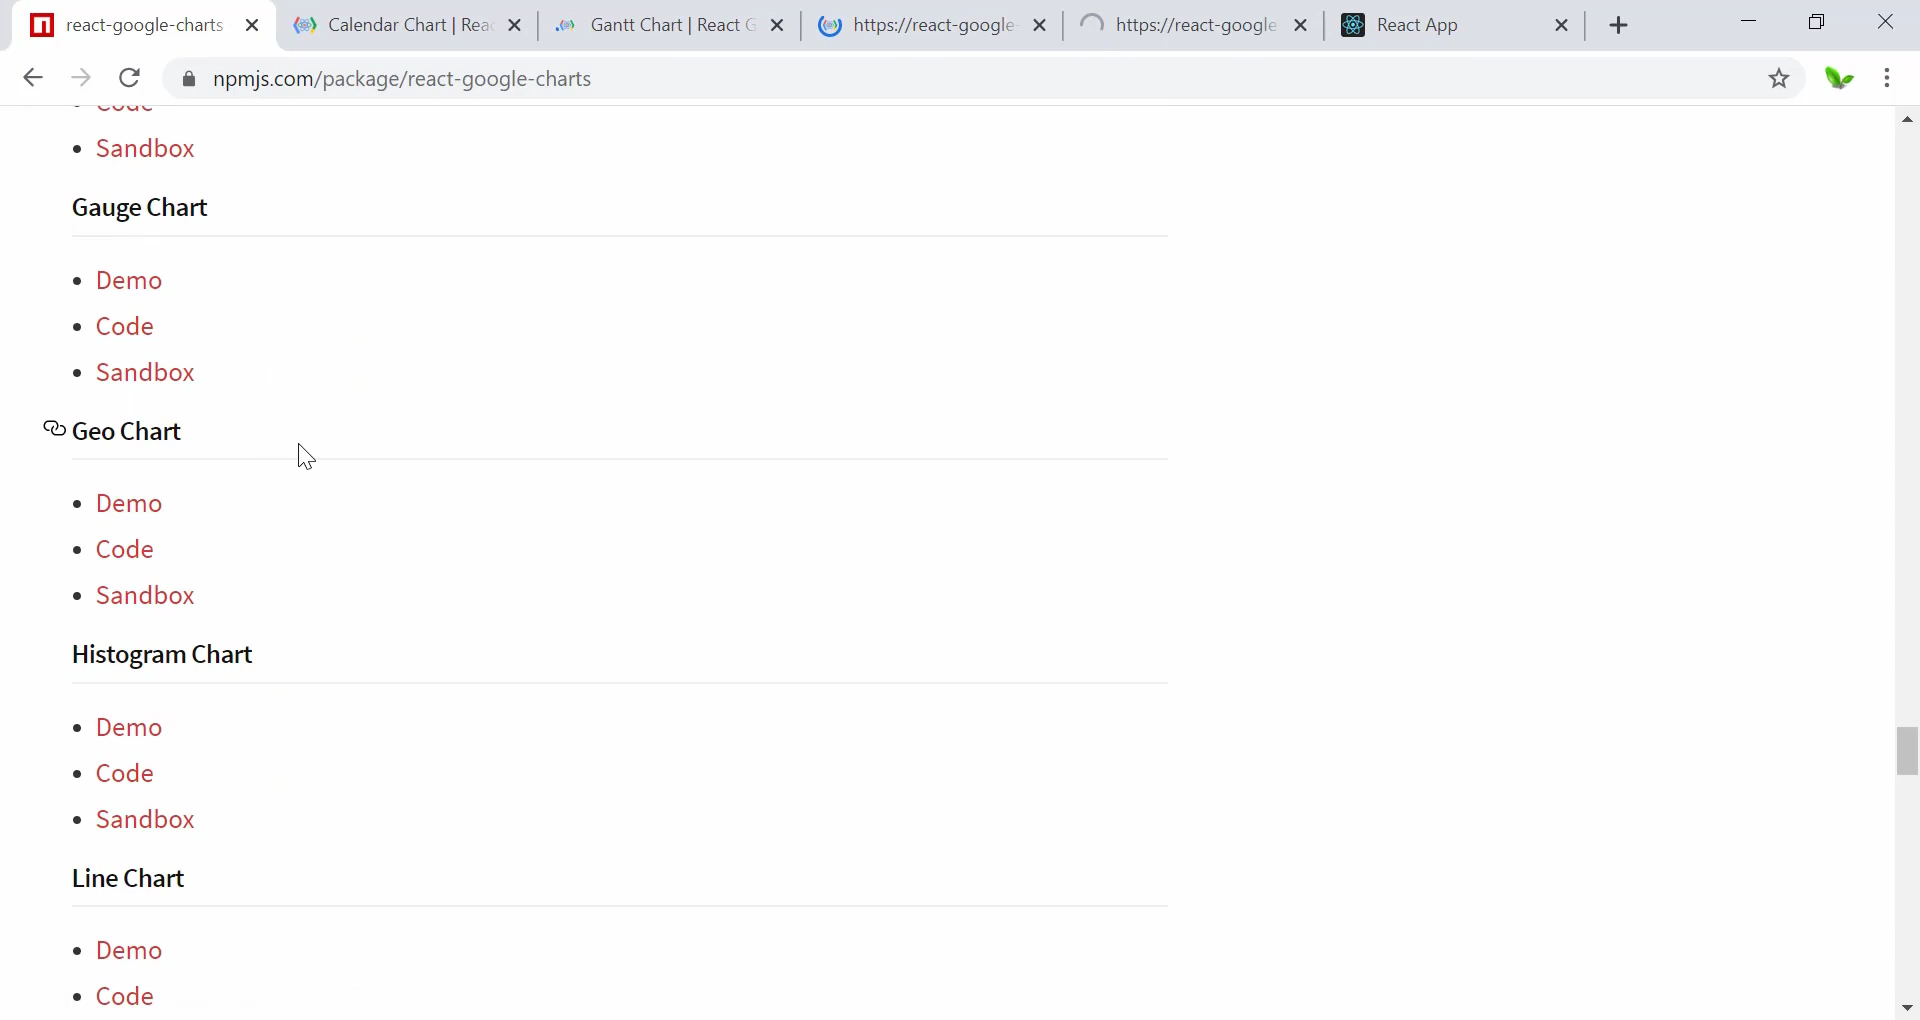 react-google-charts
Calendar Chart | Reac
Gantt Chart | React G
https://react-google-
https://react-google
React App
npmjs.com/package/react-google-charts
Code
Sandbox
Gauge Chart
Demo
Code
Sandbox
Geo Chart
Demo
Code
Sandbox
Histogram Chart
Demo
Code
Sandbox
Line Chart
Demo
Code